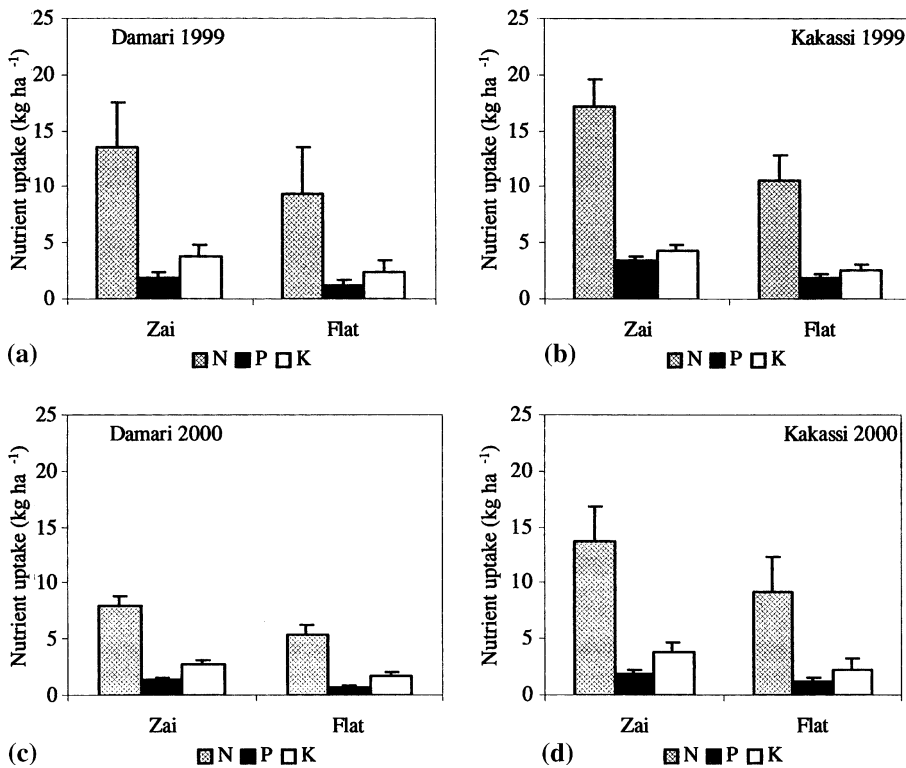 Damari 1999
Nutrient uptake (kg ha⁻¹)
25
20
15
10
5
0
Zai Flat
(a)
N P K
Kakassi 1999
Nutrient uptake (kg ha⁻¹)
25
20
15
10
5
0
Zai Flat
(b)
N P K
Damari 2000
Nutrient uptake (kg ha⁻¹)
25
20
15
10
5
0
Zai Flat
(c)
N P K
Kakassi 2000
Nutrient uptake (kg ha⁻¹)
25
20
15
10
5
0
Zai Flat
(d)
N P K